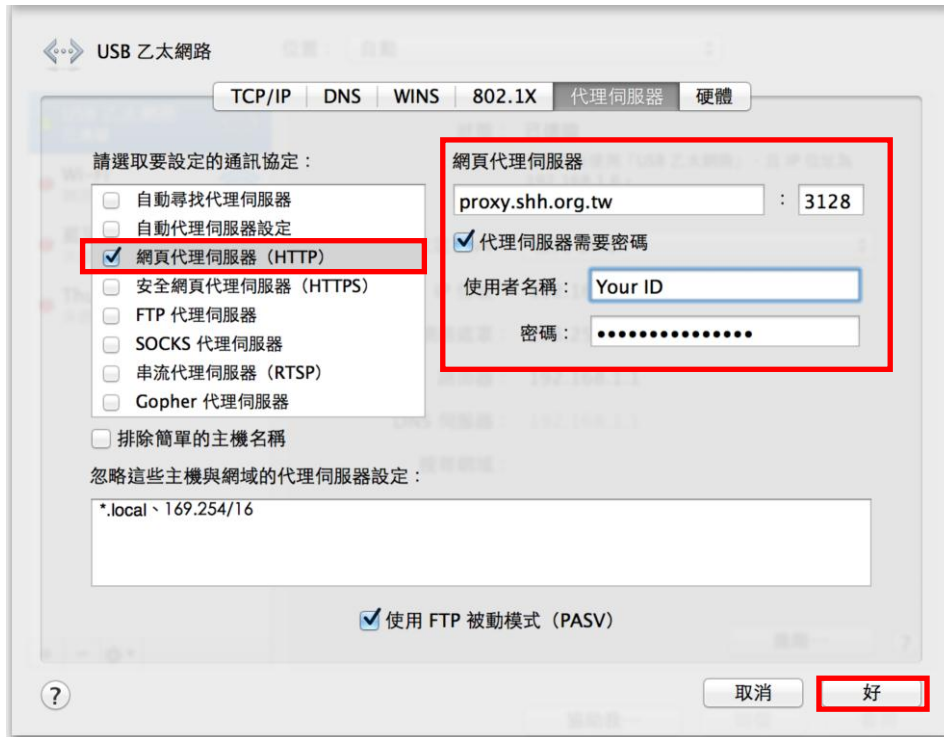 USB 乙太網路
TCP/IP DNS WINS 802.1X 代理伺服器 硬體
請選取要設定的通訊協定：
自動尋找代理伺服器
自動代理伺服器設定
網頁代理伺服器（HTTP）
安全網頁代理伺服器（HTTPS）
FTP 代理伺服器
SOCKS 代理伺服器
串流代理伺服器（RTSP）
Gopher 代理伺服器
網頁代理伺服器
proxy.shh.org.tw : 3128
代理伺服器需要密碼
使用者名稱： Your ID
密碼： •••••••••••••••
排除簡單的主機名稱
忽略這些主機與網域的代理伺服器設定：
*.local、169.254/16
使用 FTP 被動模式（PASV）
?
取消 好